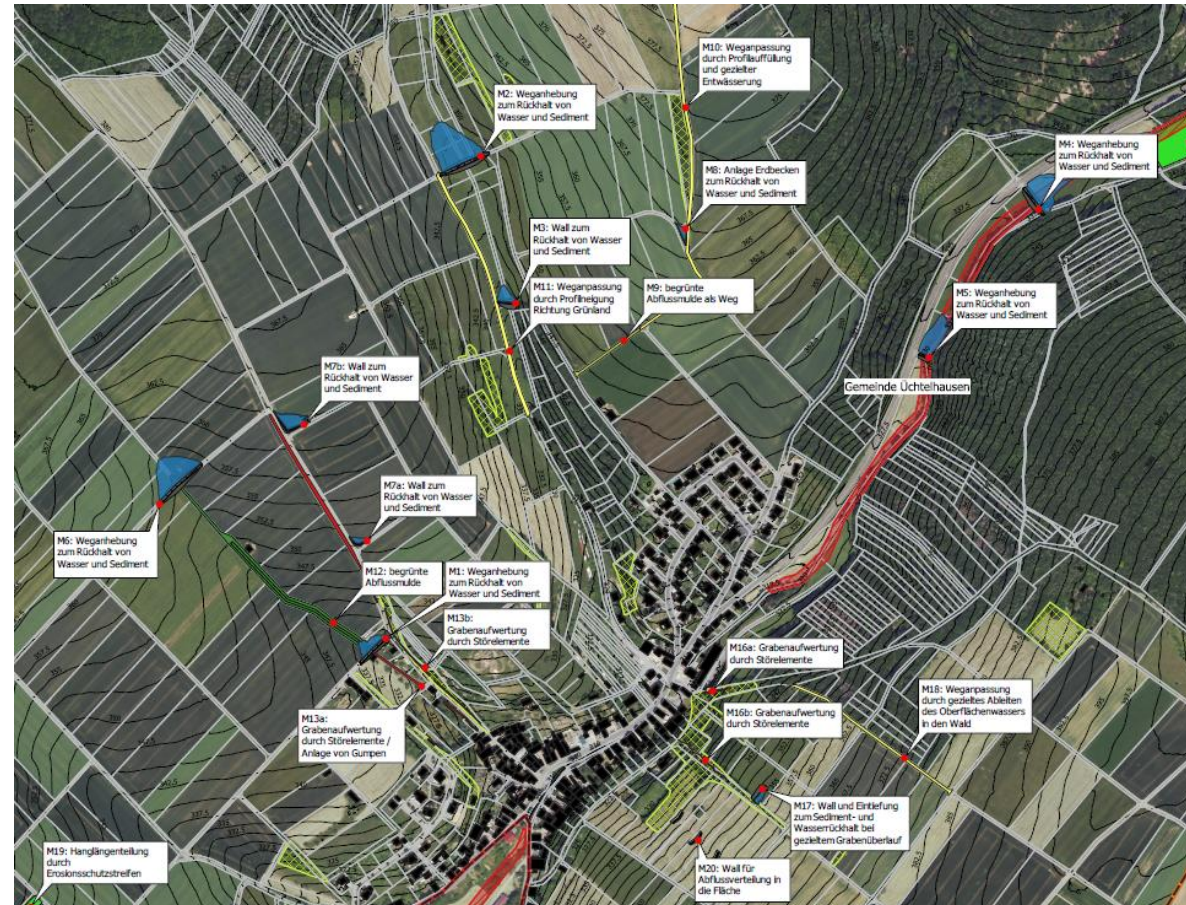 M10: Weganpassung
durch Profilauffüllung
und gezielter
Entwässerung
M2: Weganhebung
zum Rückhalt von
Wasser und Sediment
M4: Weganhebung
zum Rückhalt von
Wasser und Sediment
M8: Anlage Erdbecken
zum Rückhalt von
Wasser und Sediment
M3: Wall zum
Rückhalt von Wasser
und Sediment
M11: Weganpassung
durch Profilneigung
Richtung Grünland
M9: begrünte
Abflussmulde als Weg
M5: Weganhebung
zum Rückhalt von
Wasser und Sediment
Gemeinde Üchtelhausen
M7b: Wall zum
Rückhalt von Wasser
und Sediment
M7a: Wall zum
Rückhalt von Wasser
und Sediment
M6: Weganhebung
zum Rückhalt von
Wasser und Sediment
M12: begrünte
Abflussmulde
M1: Weganhebung
zum Rückhalt von
Wasser und Sediment
M13b:
Grabenaufwertung
durch Störelemente
M13a:
Grabenaufwertung
durch Störelemente /
Anlage von Gumpen
M16a: Grabenaufwertung
durch Störelemente
M16b: Grabenaufwertung
durch Störelemente
M18: Weganpassung
durch gezieltes Ableiten
des Oberflächenwassers
in den Wald
M17: Wall und Eintiefung
zum Sediment- und
Wasserrückhalt bei
gezieltem Grabenüberlauf
M20: Wall für
Abflussverteilung in
die Fläche
M19: Hanglängenteilung
durch
Erosionsschutzstreifen